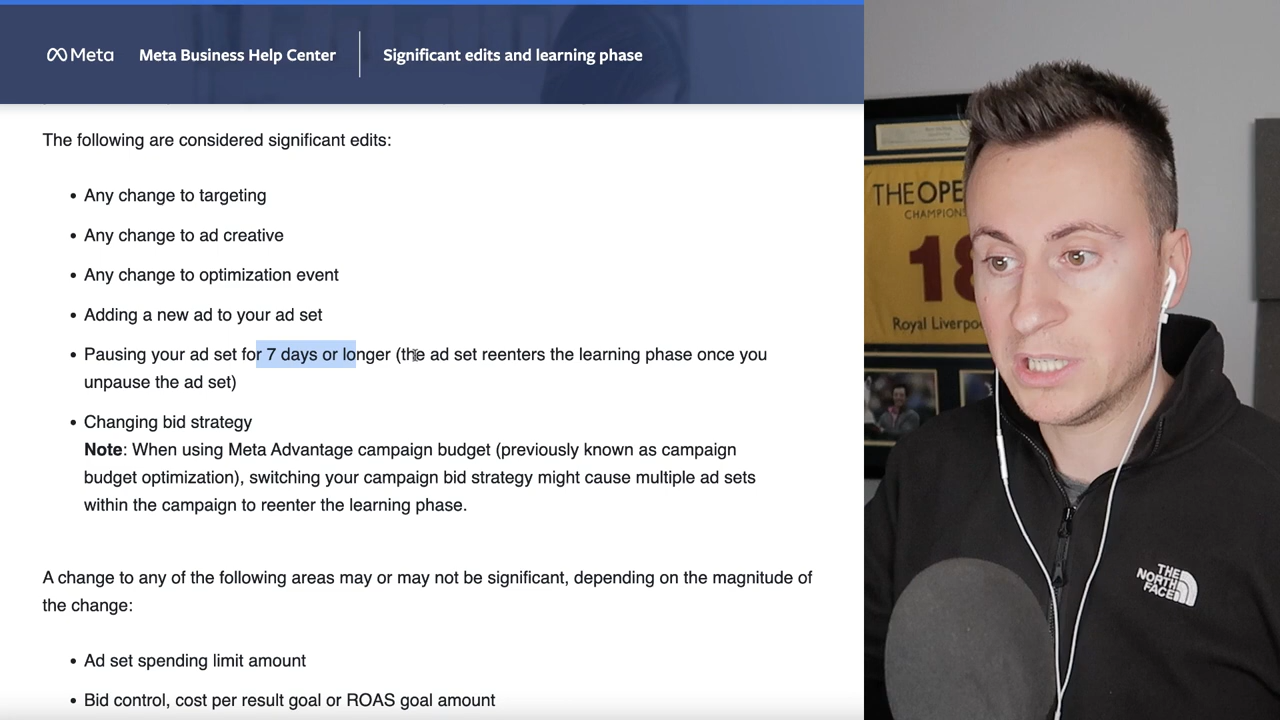 Meta
Meta Business Help Center
Significant edits and learning phase
The following are considered significant edits:
• Any change to targeting
• Any change to ad creative
• Any change to optimization event
• Adding a new ad to your ad set
• Pausing your ad set for 7 days or longer (the ad set reenters the learning phase once you
unpause the ad set)
• Changing bid strategy
Note: When using Meta Advantage campaign budget (previously known as campaign
budget optimization), switching your campaign bid strategy might cause multiple ad sets
within the campaign to reenter the learning phase.
A change to any of the following areas may or may not be significant, depending on the magnitude of
the change:
• Ad set spending limit amount
• Bid control, cost per result goal or ROAS goal amount
THE OPE
CHAMPION
18
Royal Liverpo
THE
NORTH
FACE